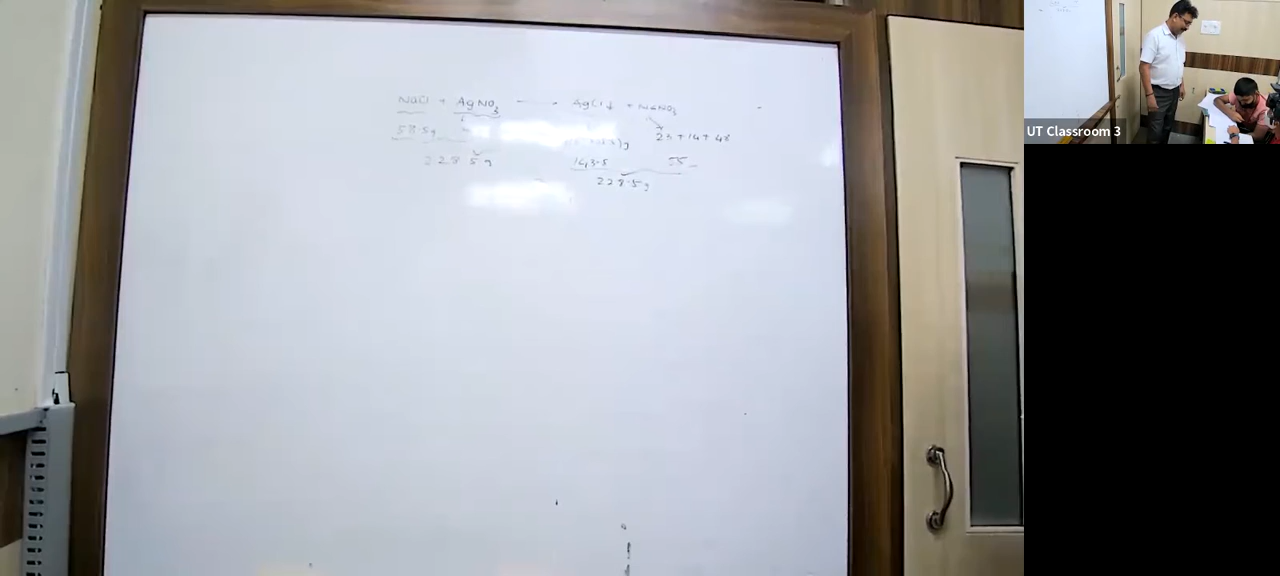 NaCl + AgNO3 → AgCl↓ + NaNO3
58.5g
23 + 14 + 48
228.5g 143.5 85
228.5g
UT Classroom 3